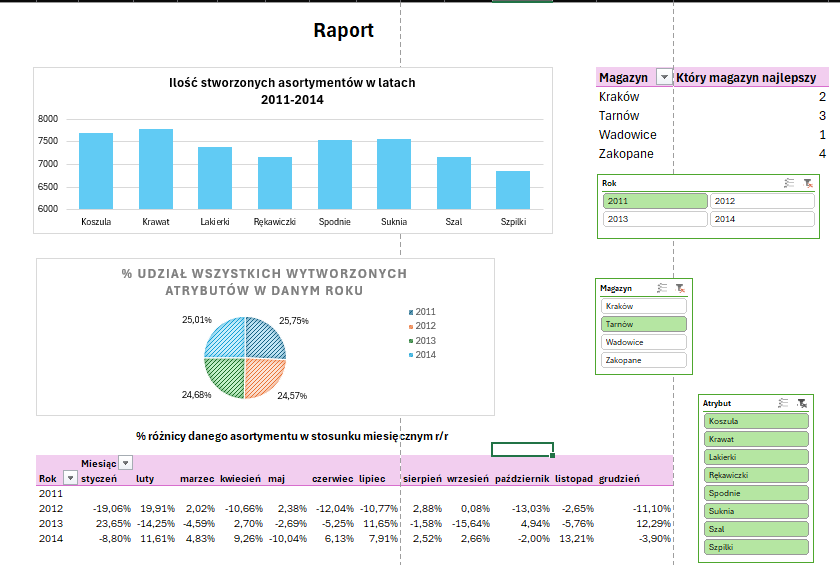 Raport
Ilość stworzonych asortymentów w latach
2011-2014
8000
7500
7000
6500
6000
Koszula Krawat Lakierki Rękawiczki Spodnie Suknia Szal Szpilki
Magazyn Który magazyn najlepszy
Kraków 2
Tarnów 3
Wadowice 1
Zakopane 4
Rok
2011 2012
2013 2014
% UDZIAŁ WSZYSTKICH WYTWORZONYCH
ATRYBUTÓW W DANYM ROKU
25,01% 25,75%
24,68% 24,57%
2011
2012
2013
2014
Magazyn
Kraków
Tarnów
Wadowice
Zakopane
Atrybut
Koszula
Krawat
Lakierki
Rękawiczki
Spodnie
Suknia
Szal
Szpilki
% różnicy danego asortymentu w stosunku miesięcznym r/r
Miesiąc
Rok styczeń luty marzec kwiecień maj czerwiec lipiec sierpień wrzesień październik listopad grudzień
2011
2012 -19,06% 19,91% 2,02% -10,66% 2,38% -12,04% -10,77% 2,88% 0,08% -13,03% -2,65% -11,10%
2013 23,65% -14,25% -4,59% 2,70% -2,69% -5,25% 11,65% -1,58% -15,64% 4,94% -5,76% 12,29%
2014 -8,80% 11,61% 4,83% 9,26% -10,04% 6,13% 7,91% 2,52% 2,66% -2,00% 13,21% -3,90%